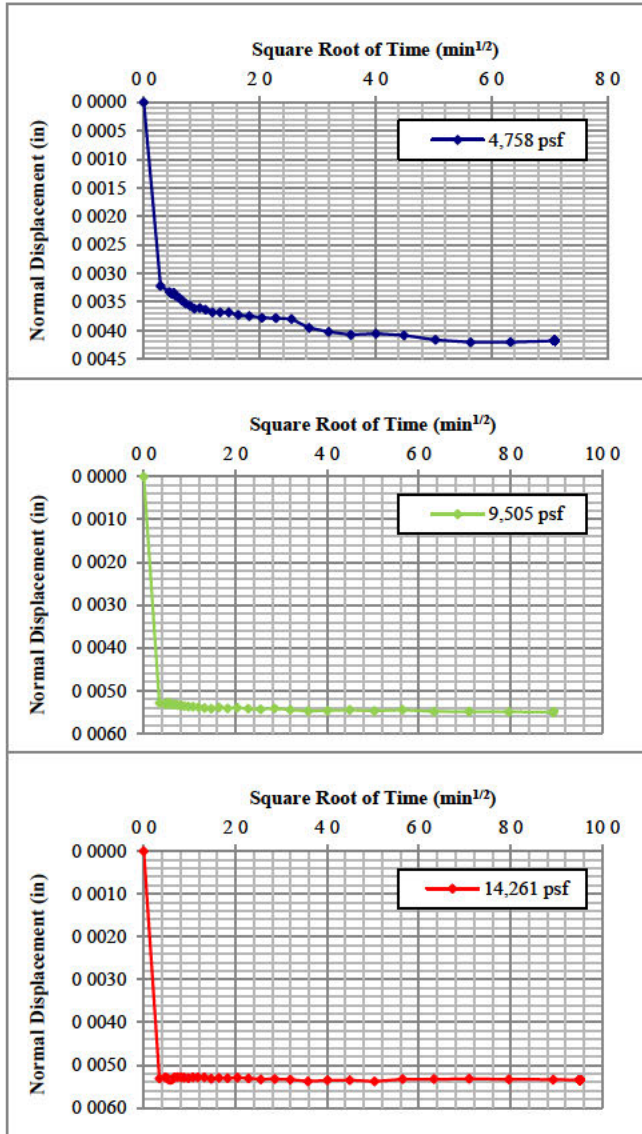 Square Root of Time (min1/2)
0 0 2 0 4 0 6 0 8 0
0 0000
0 0005
0 0010
0 0015
0 0020
0 0025
0 0030
0 0035
0 0040
0 0045
Normal Displacement (in)
4,758 psf
Square Root of Time (min1/2)
0 0 2 0 4 0 6 0 8 0 10 0
0 0000
0 0010
0 0020
0 0030
0 0040
0 0050
0 0060
Normal Displacement (in)
9,505 psf
Square Root of Time (min1/2)
0 0 2 0 4 0 6 0 8 0 10 0
0 0000
0 0010
0 0020
0 0030
0 0040
0 0050
0 0060
Normal Displacement (in)
14,261 psf